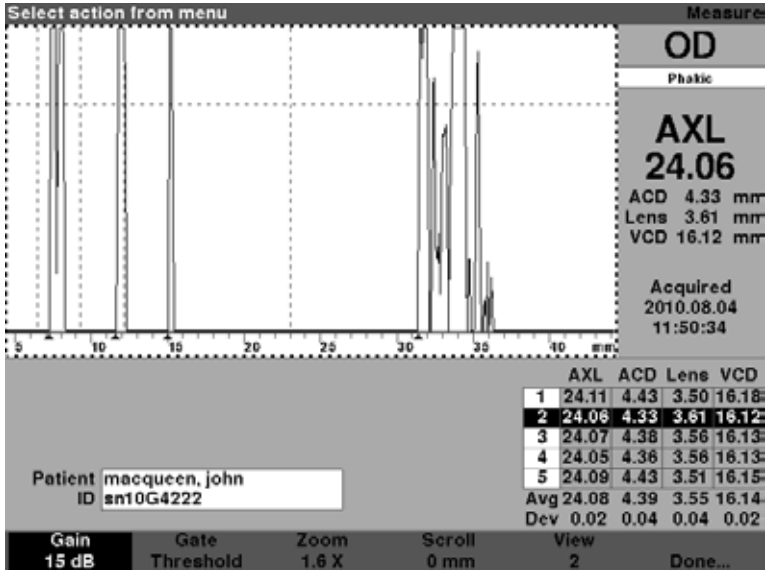 Select action from menu
Measure
OD
Phakic
AXL
24.06
ACD 4.33 mm
Lens 3.61 mm
VCD 16.12 mm
Acquired
2010.08.04
11:50:34
5 10 15 20 25 30 35 40 mm
AXL ACD Lens VCD
1 24.11 4.43 3.50 16.18
2 24.06 4.33 3.61 16.12
3 24.07 4.38 3.56 16.13
4 24.05 4.36 3.56 16.13
5 24.09 4.43 3.51 16.15
Avg 24.08 4.39 3.55 16.14
Dev 0.02 0.04 0.04 0.02
Patient macqueen, john
ID sn10G4222
Gain Gate Zoom Scroll View
15 dB Threshold 1.6 X 0 mm 2 Done...